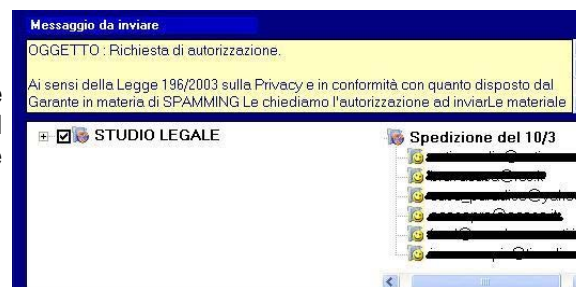 Messaggio da inviare
OGGETTO : Richiesta di autorizzazione.
Ai sensi della Legge 196/2003 sulla Privacy e in conformità con quanto disposto dal
Garante in materia di SPAMMING Le chiediamo l'autorizzazione ad inviarLe materiale
STUDIO LEGALE
Spedizione del 10/3